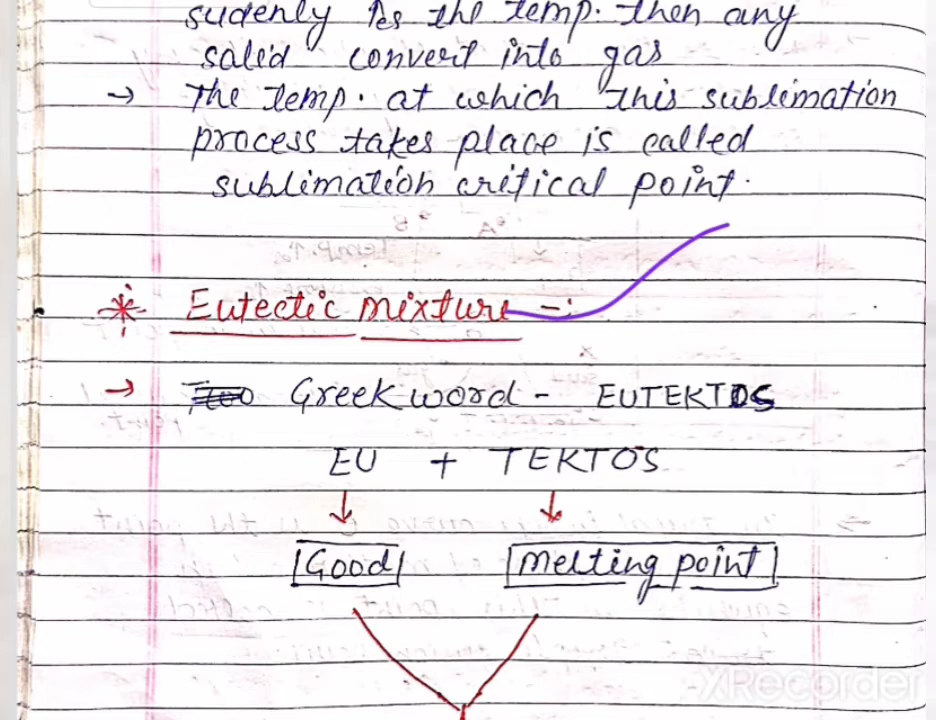 sudenly ↑es the temp. then any
solid convert into gas
→ The temp. at which this sublimation
process takes place is called
sublimation critical point.
* Eutectic mixture -:
→ Greek word - EUTEKTOS
EU + TEKTOS
↓ ↓
Good melting point
XRecorder